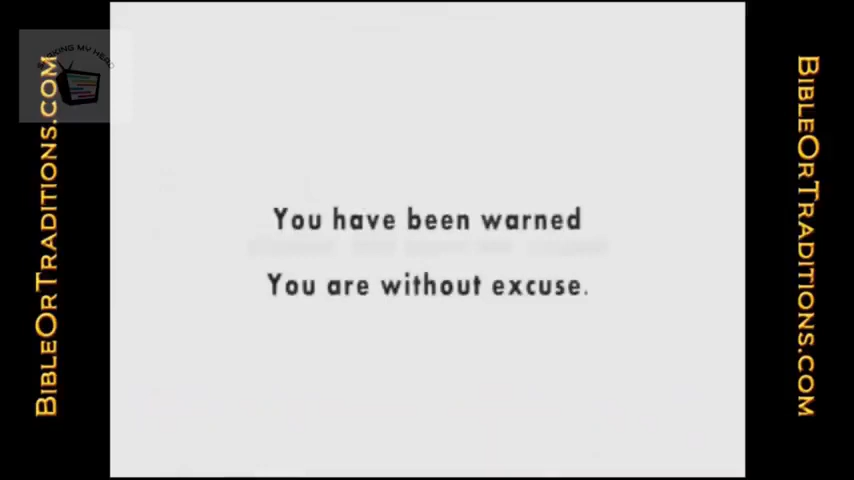 BIBLEORTRADITIONS.COM
You have been warned
You are without excuse.
BIBLEORTRADITIONS.COM